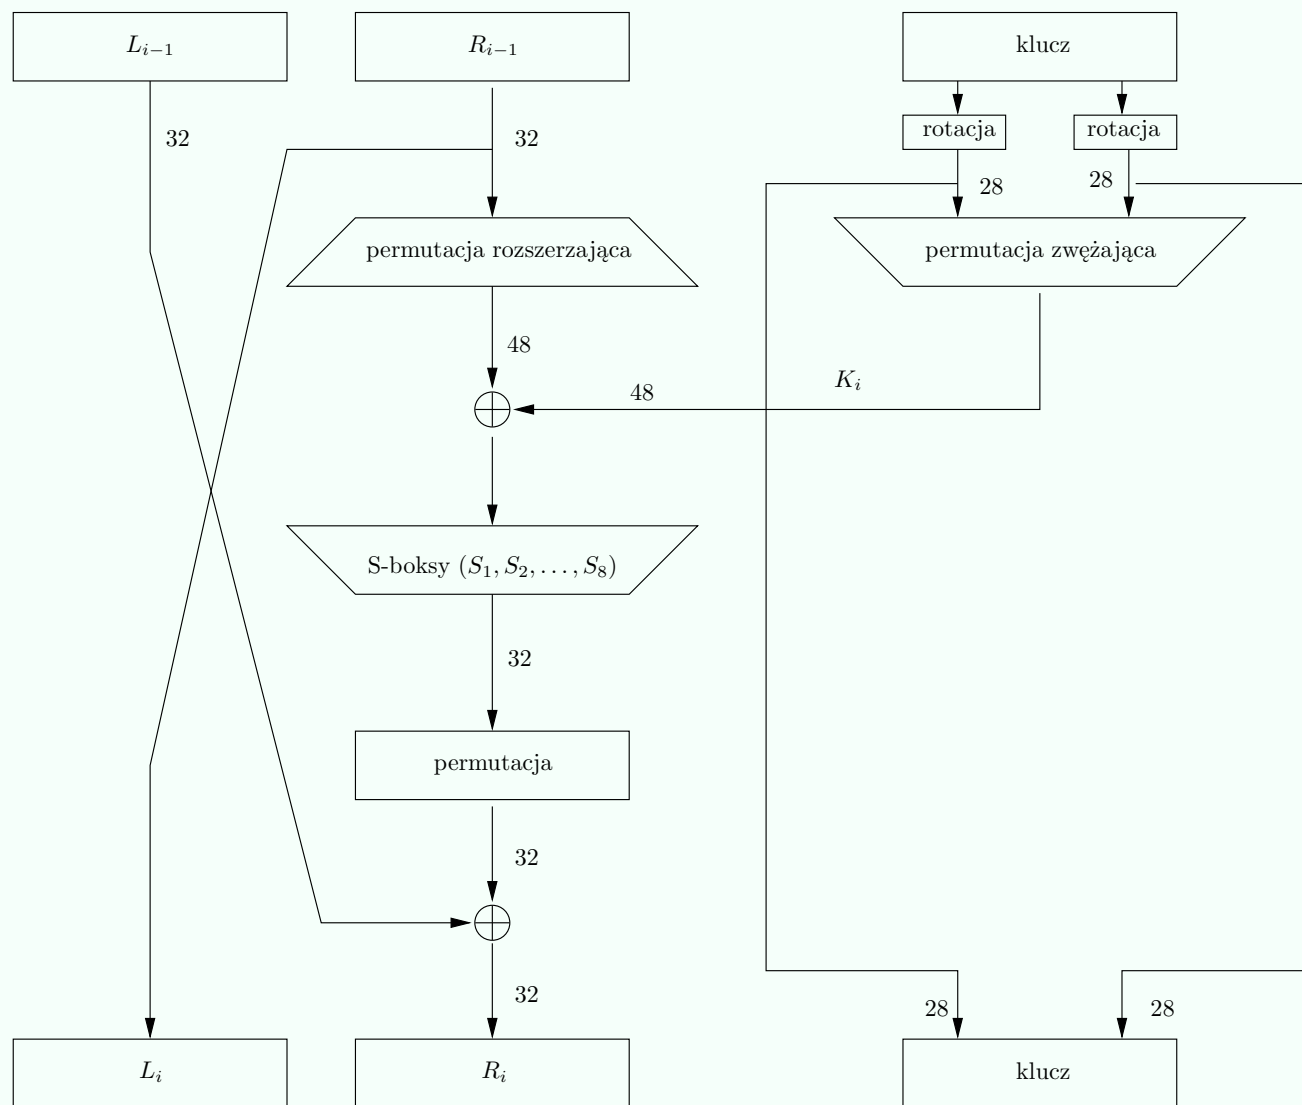 L_{i−1}
R_{i−1}
klucz
32
32
rotacja
rotacja
28
28
permutacja rozszerzająca
permutacja zwężająca
48
48
K_i
S-boksy (S_1, S_2, . . . , S_8)
32
permutacja
32
32
28
28
L_i
R_i
klucz